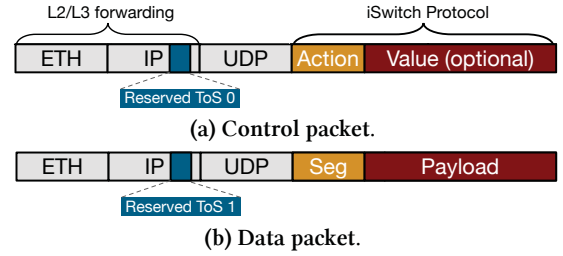 L2/L3 forwarding iSwitch Protocol
ETH IP UDP Action Value (optional)
Reserved ToS 0
(a) Control packet.
ETH IP UDP Seg Payload
Reserved ToS 1
(b) Data packet.